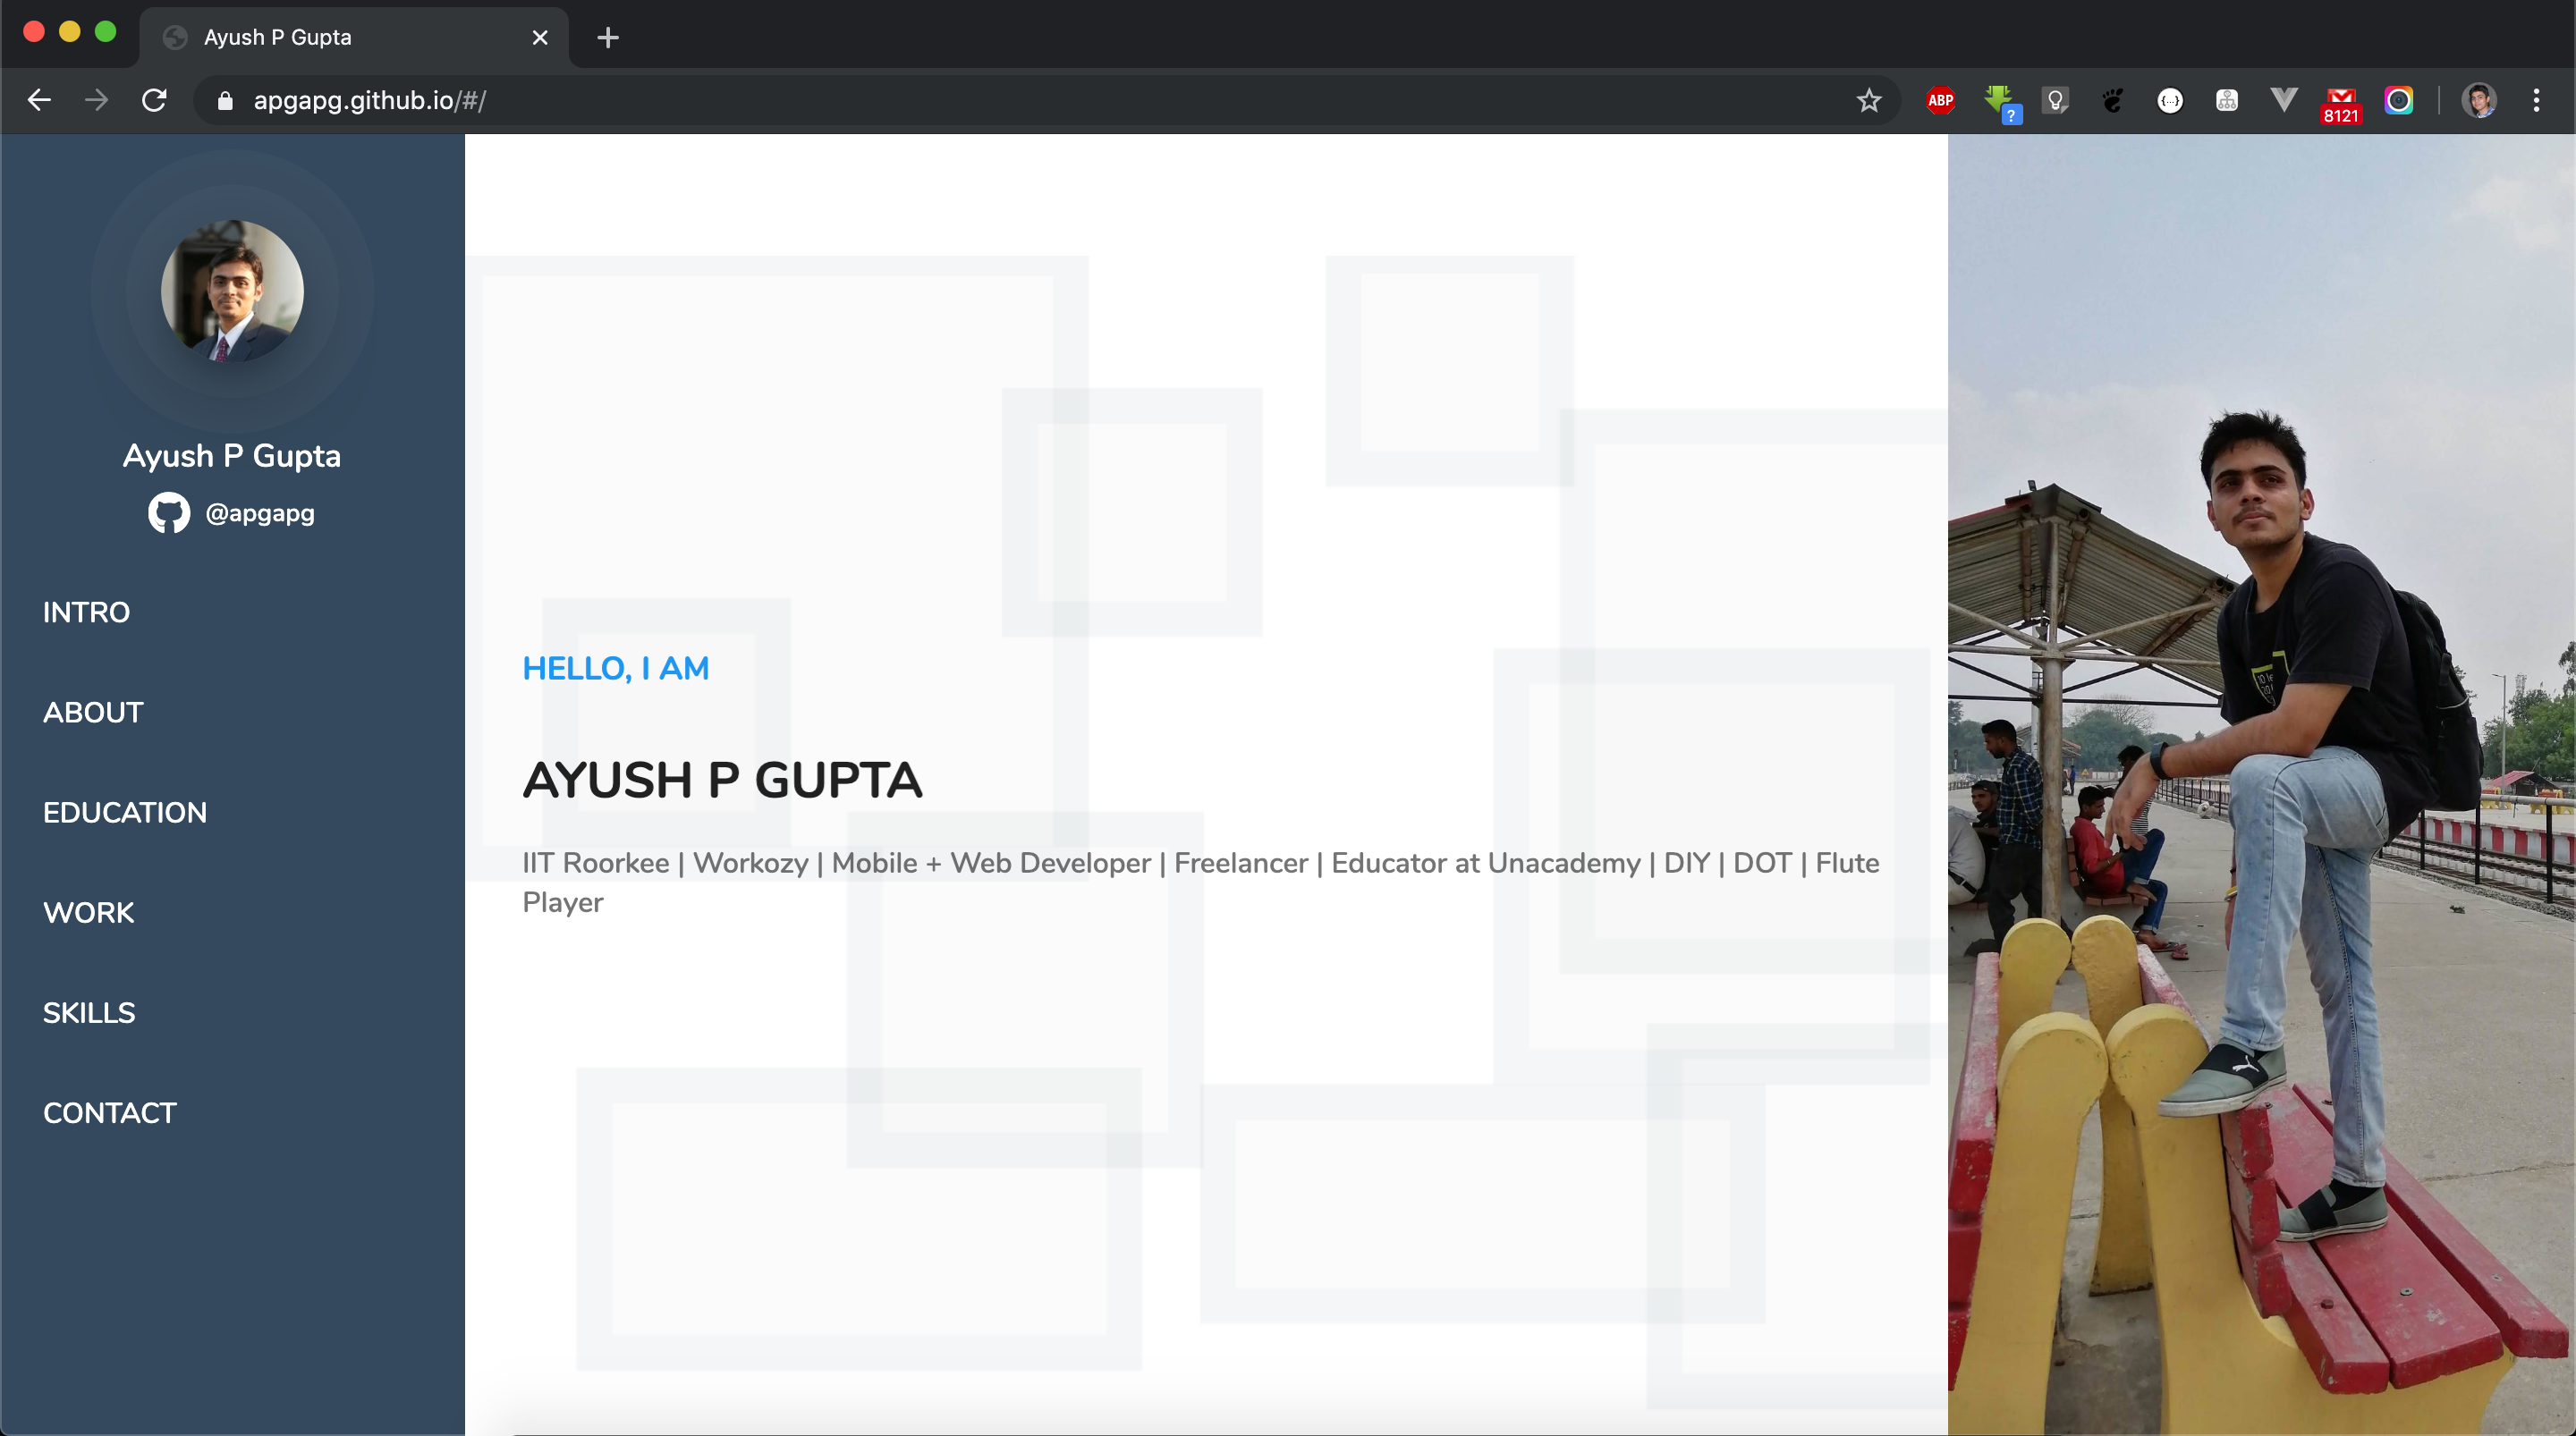 Ayush P Gupta
apgapg.github.io/#/
ABP
?
{...}
8121
Ayush P Gupta
@apgapg
INTRO
ABOUT
EDUCATION
WORK
SKILLS
CONTACT
HELLO, I AM
AYUSH P GUPTA
IIT Roorkee | Workozy | Mobile + Web Developer | Freelancer | Educator at Unacademy | DIY | DOT | Flute
Player